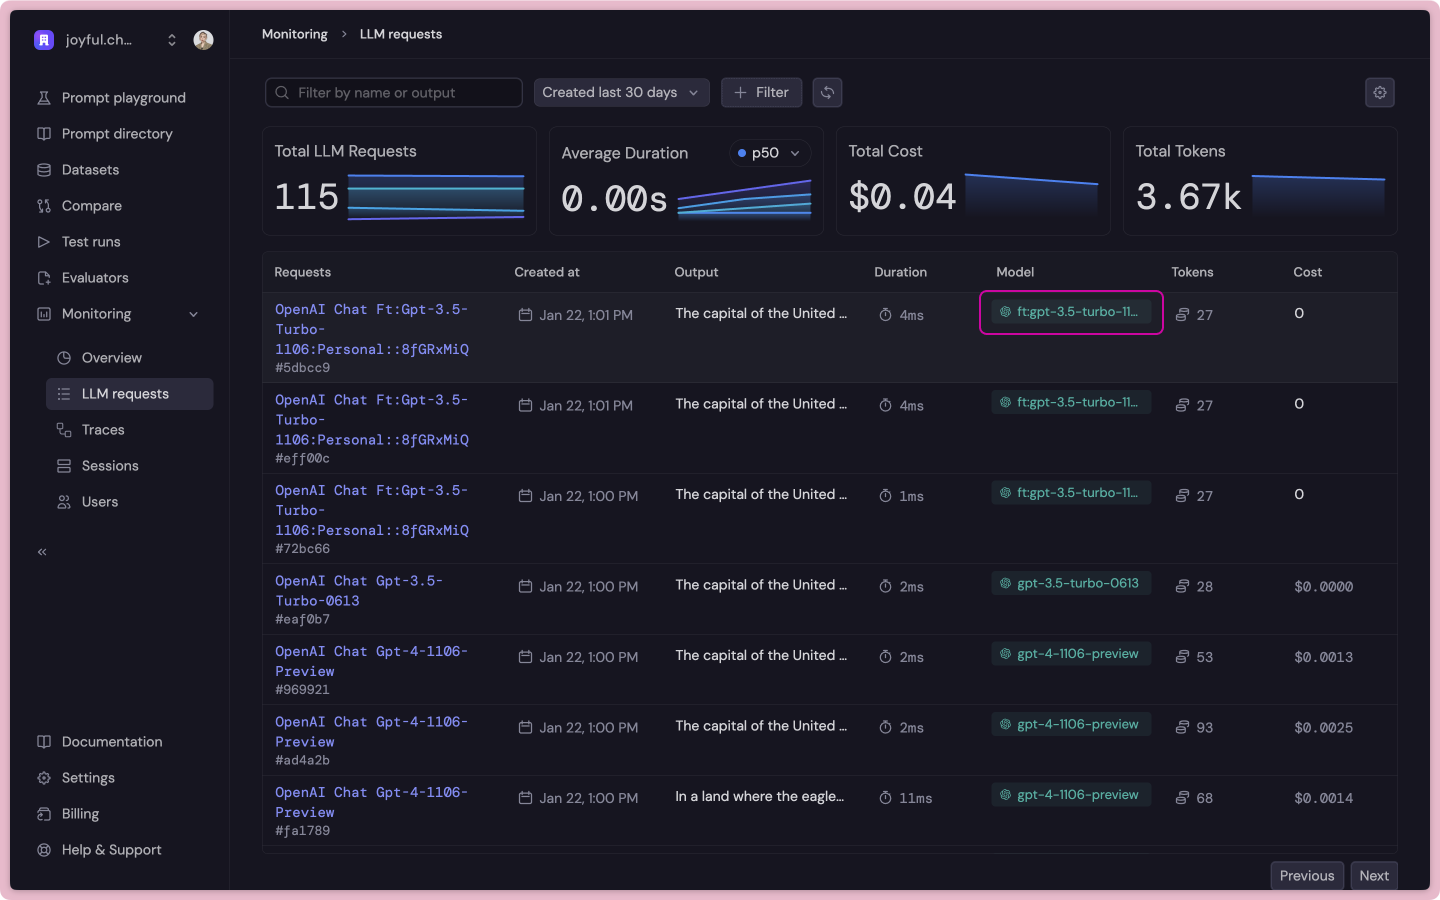 joyful.ch...
Monitoring > LLM requests
Prompt playground
Prompt directory
Datasets
Compare
Test runs
Evaluators
Monitoring
Overview
LLM requests
Traces
Sessions
Users
Documentation
Settings
Billing
Help & Support
Filter by name or output
Created last 30 days
Filter
Total LLM Requests
115
Average Duration
p50
0.00s
Total Cost
$0.04
Total Tokens
3.67k
Requests Created at Output Duration Model Tokens Cost
OpenAI Chat Ft:Gpt-3.5-
Turbo-
1106:Personal::8fGRxMiQ
#5dbcc9
Jan 22, 1:01 PM
The capital of the United ...
4ms
ft:gpt-3.5-turbo-11...
27
0
OpenAI Chat Ft:Gpt-3.5-
Turbo-
1106:Personal::8fGRxMiQ
#eff00c
Jan 22, 1:01 PM
The capital of the United ...
4ms
ft:gpt-3.5-turbo-11...
27
0
OpenAI Chat Ft:Gpt-3.5-
Turbo-
1106:Personal::8fGRxMiQ
#72bc66
Jan 22, 1:00 PM
The capital of the United ...
1ms
ft:gpt-3.5-turbo-11...
27
0
OpenAI Chat Gpt-3.5-
Turbo-0613
#eaf0b7
Jan 22, 1:00 PM
The capital of the United ...
2ms
gpt-3.5-turbo-0613
28
$0.0000
OpenAI Chat Gpt-4-1106-
Preview
#969921
Jan 22, 1:00 PM
The capital of the United ...
2ms
gpt-4-1106-preview
53
$0.0013
OpenAI Chat Gpt-4-1106-
Preview
#ad4a2b
Jan 22, 1:00 PM
The capital of the United ...
2ms
gpt-4-1106-preview
93
$0.0025
OpenAI Chat Gpt-4-1106-
Preview
#fa1789
Jan 22, 1:00 PM
In a land where the eagle...
11ms
gpt-4-1106-preview
68
$0.0014
Previous
Next